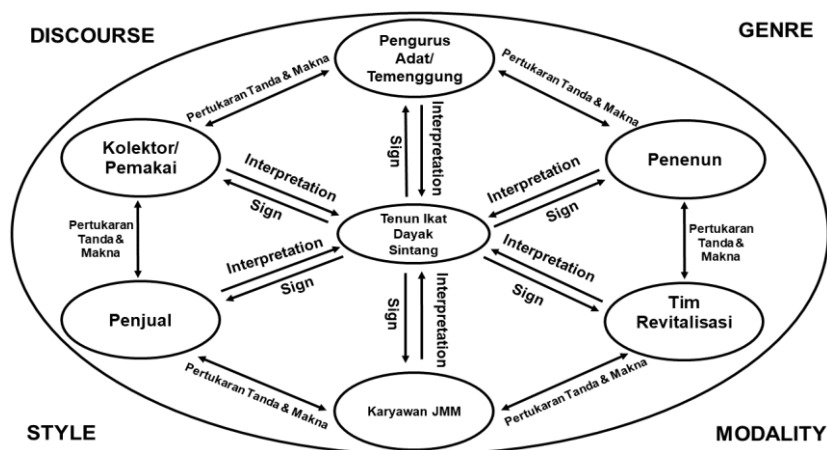 DISCOURSE
GENRE
Pengurus
Adat/
Temenggung
Pertukaran Tanda & Makna
Pertukaran Tanda & Makna
Kolektor/
Pemakai
Interpretation
Sign
Sign
Interpretation
Interpretation
Sign
Penenun
Pertukaran
Tanda &
Makna
Tenun Ikat
Dayak
Sintang
Pertukaran
Tanda &
Makna
Interpretation
Sign
Sign
Interpretation
Interpretation
Sign
Penjual
Tim
Revitalisasi
Pertukaran Tanda & Makna
Karyawan JMM
Pertukaran Tanda & Makna
STYLE
MODALITY